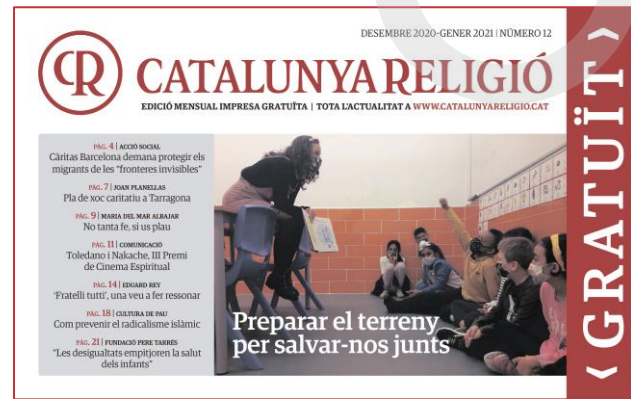 DESEMBRE 2020-GENER 2021 | NÚMERO 12
CR CATALUNYARELIGIÓ
EDICIÓ MENSUAL IMPRESA GRATUÏTA | TOTA L'ACTUALITAT A WWW.CATALUNYARELIGIO.CAT
PÀG. 4 | ACCIÓ SOCIAL
Càritas Barcelona demana protegir els
migrants de les "fronteres invisibles"
PÀG. 7 | JOAN PLANELLAS
Pla de xoc caritatiu a Tarragona
PÀG. 9 | MARIA DEL MAR ALBAJAR
No tanta fe, si us plau
PÀG. 11 | COMUNICACIÓ
Toledano i Nakache, III Premi
de Cinema Espiritual
PÀG. 14 | EDUARD REY
'Fratelli tutti', una veu a fer ressonar
PÀG. 18 | CULTURA DE PAU
Com prevenir el radicalisme islàmic
PÀG. 21 | FUNDACIÓ PERE TARRÉS
"Les desigualtats empitjoren la salut
dels infants"
Preparar el terreny
per salvar-nos junts
< GRATUÏT >